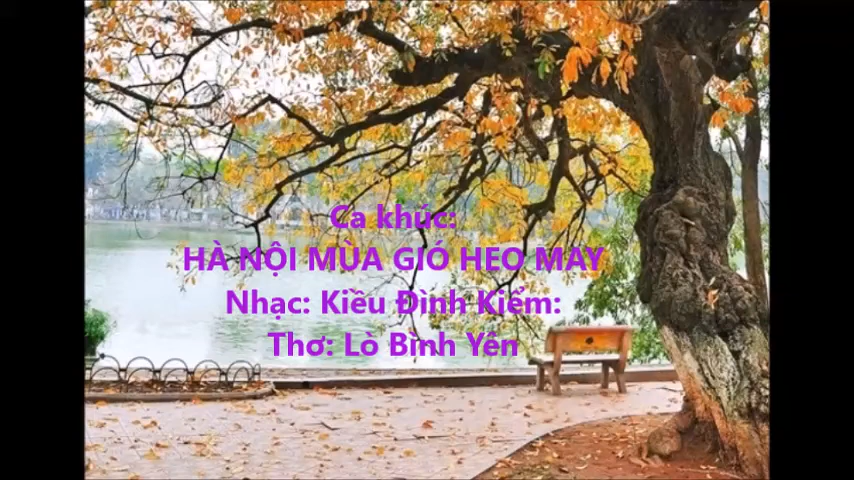 Ca khúc:
HÀ NỘI MÙA GIÓ HEO MAY
Nhạc: Kiều Đình Kiểm:
Thơ: Lò Bình Yên